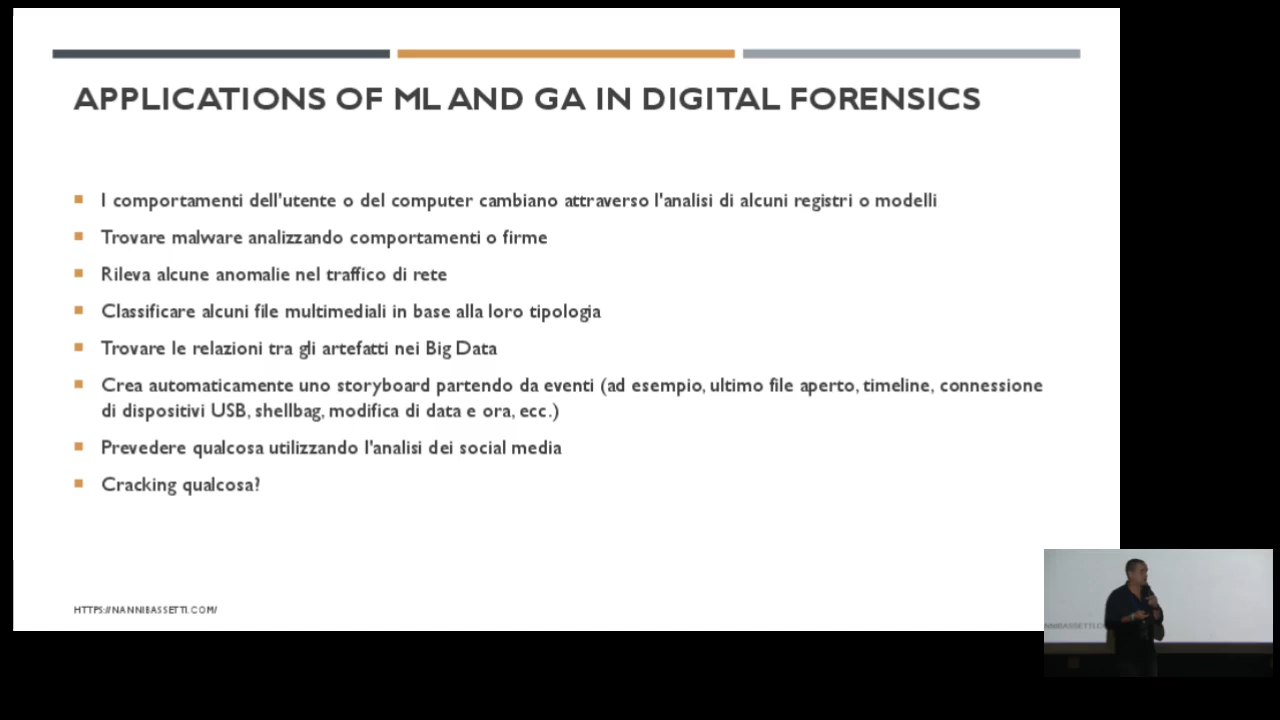 APPLICATIONS OF ML AND GA IN DIGITAL FORENSICS
I comportamenti dell'utente o del computer cambiano attraverso l'analisi di alcuni registri o modelli
Trovare malware analizzando comportamenti o firme
Rileva alcune anomalie nel traffico di rete
Classificare alcuni file multimediali in base alla loro tipologia
Trovare le relazioni tra gli artefatti nei Big Data
Crea automaticamente uno storyboard partendo da eventi (ad esempio, ultimo file aperto, timeline, connessione
di dispositivi USB, shellbag, modifica di data e ora, ecc.)
Prevedere qualcosa utilizzando l'analisi dei social media
Cracking qualcosa?
HTTPS://NANNIBASSETTI.COM/